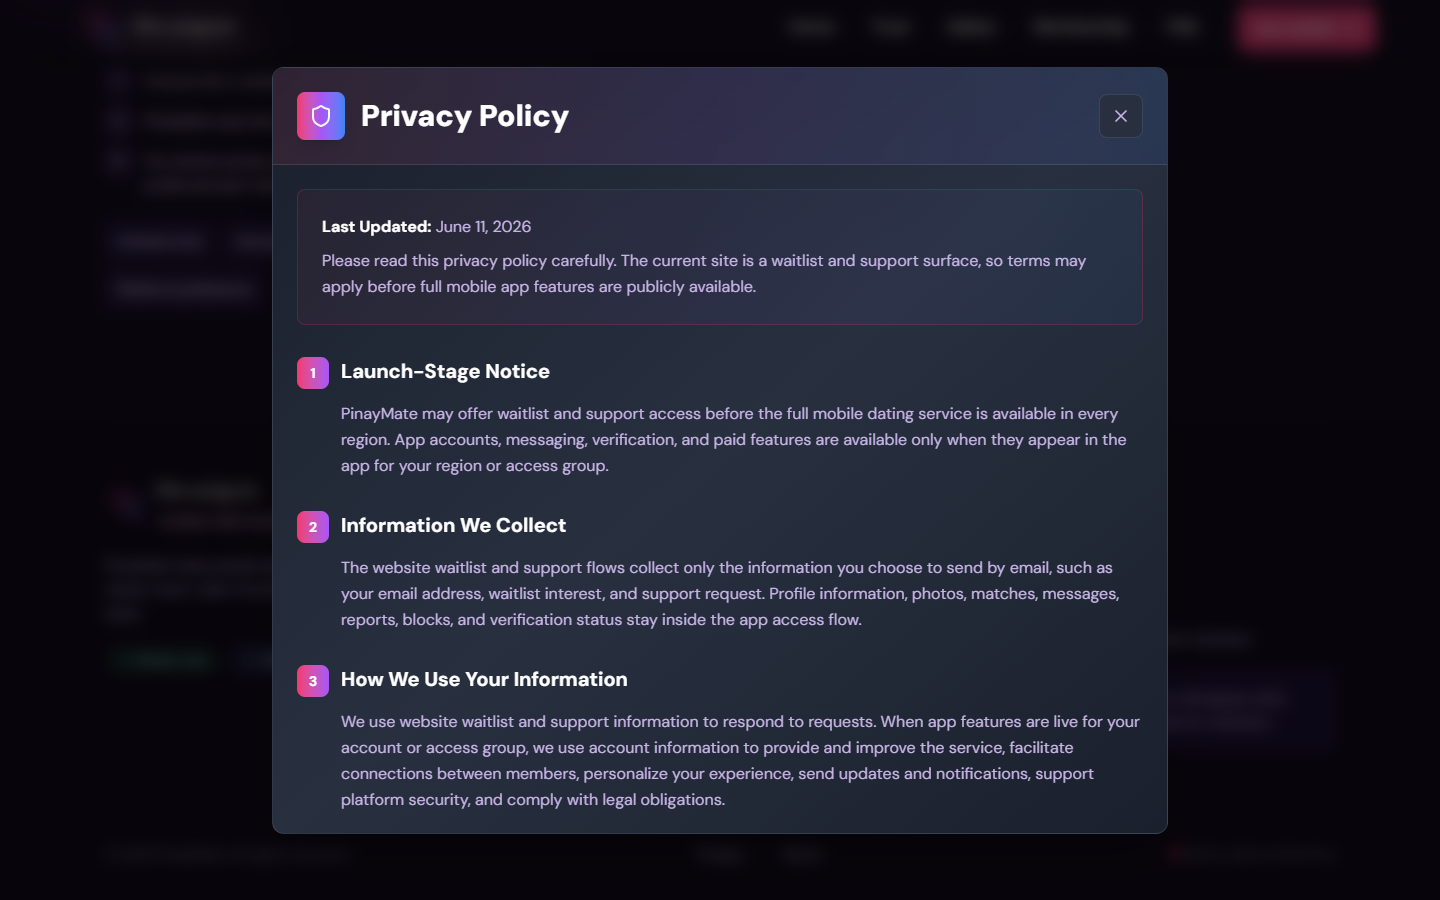 Privacy Policy
Last Updated: June 11, 2026
Please read this privacy policy carefully. The current site is a waitlist and support surface, so terms may
apply before full mobile app features are publicly available.
1 Launch-Stage Notice
PinayMate may offer waitlist and support access before the full mobile dating service is available in every
region. App accounts, messaging, verification, and paid features are available only when they appear in the
app for your region or access group.
2 Information We Collect
The website waitlist and support flows collect only the information you choose to send by email, such as
your email address, waitlist interest, and support request. Profile information, photos, matches, messages,
reports, blocks, and verification status stay inside the app access flow.
3 How We Use Your Information
We use website waitlist and support information to respond to requests. When app features are live for your
account or access group, we use account information to provide and improve the service, facilitate
connections between members, personalize your experience, send updates and notifications, support
platform security, and comply with legal obligations.